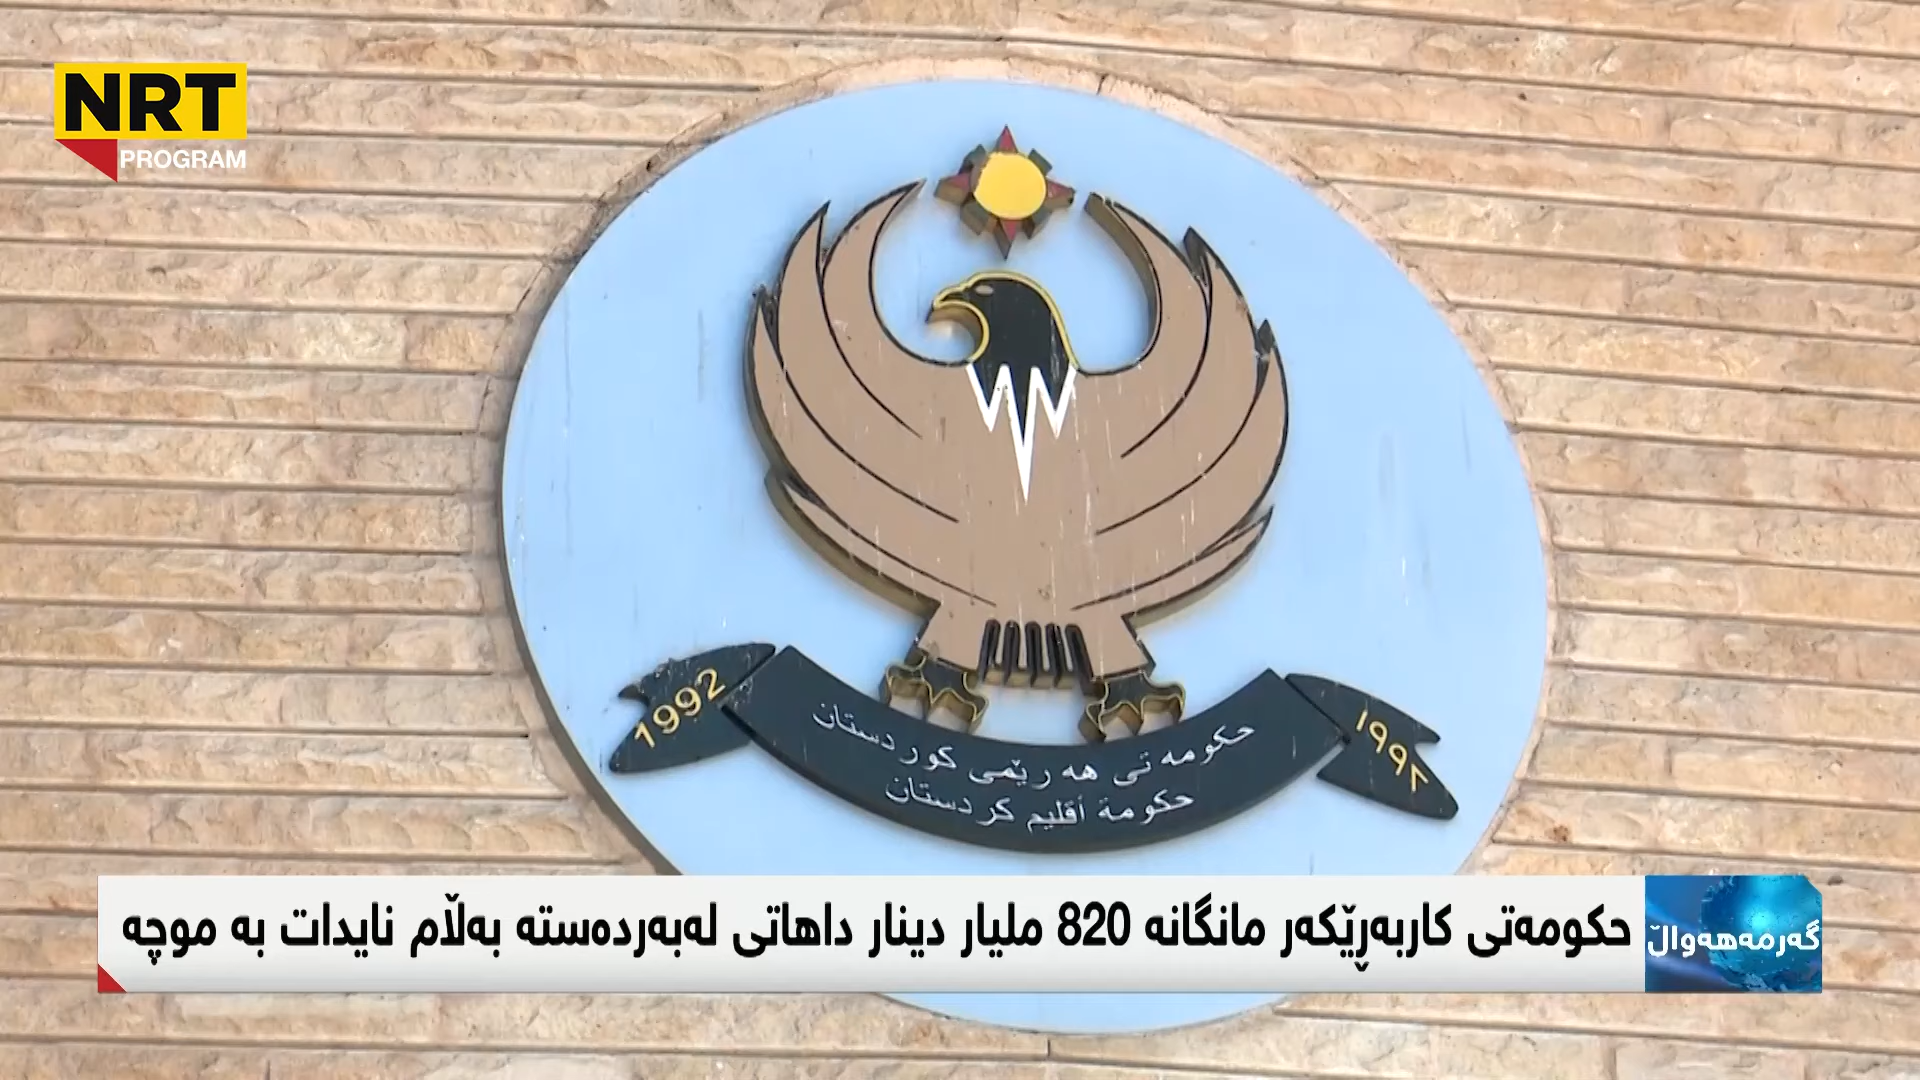 NRT
PROGRAM
1992
حکومەتی هەرێمی کوردستان
حكومة أقليم كردستان
١٩٩٢
حکومەتی کاربەڕێکەر مانگانە 820 ملیار دینار داهاتی لەبەردەستە بەڵام نایدات بە موچە
گەرمەهەواڵ